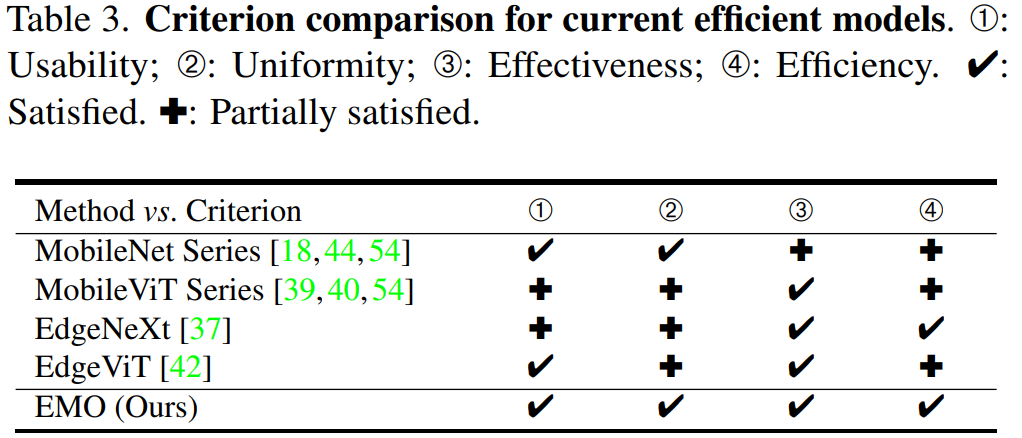 Table 3. Criterion comparison for current efficient models. ①:
Usability; ②: Uniformity; ③: Effectiveness; ④: Efficiency. ✔:
Satisfied. ✚: Partially satisfied.
Method vs. Criterion ① ② ③ ④
MobileNet Series [18,44,54] ✔ ✔ ✚ ✚
MobileViT Series [39,40,54] ✚ ✚ ✔ ✚
EdgeNeXt [37] ✚ ✚ ✔ ✔
EdgeViT [42] ✔ ✚ ✔ ✚
EMO (Ours) ✔ ✔ ✔ ✔